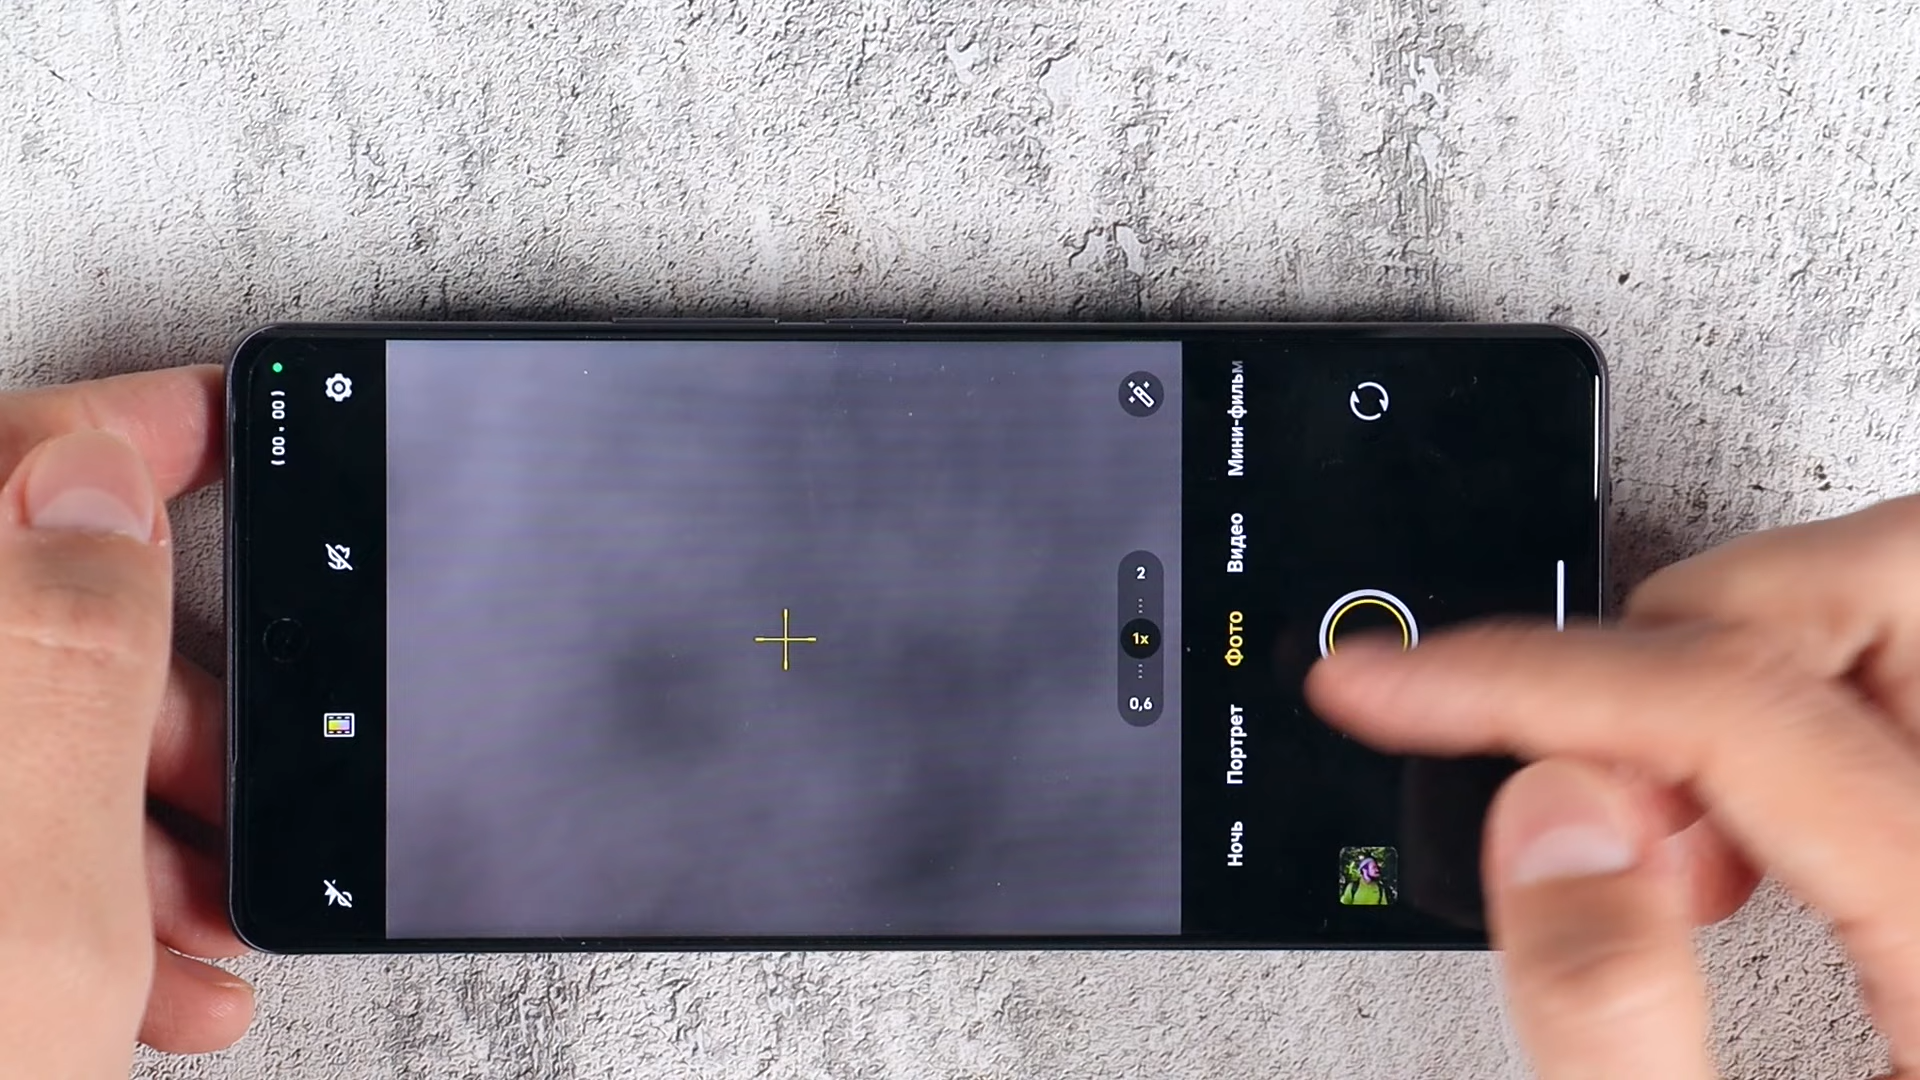 (00.00)
2
1x
0,6
Ночь Портрет Фото Видео Мини-фильм